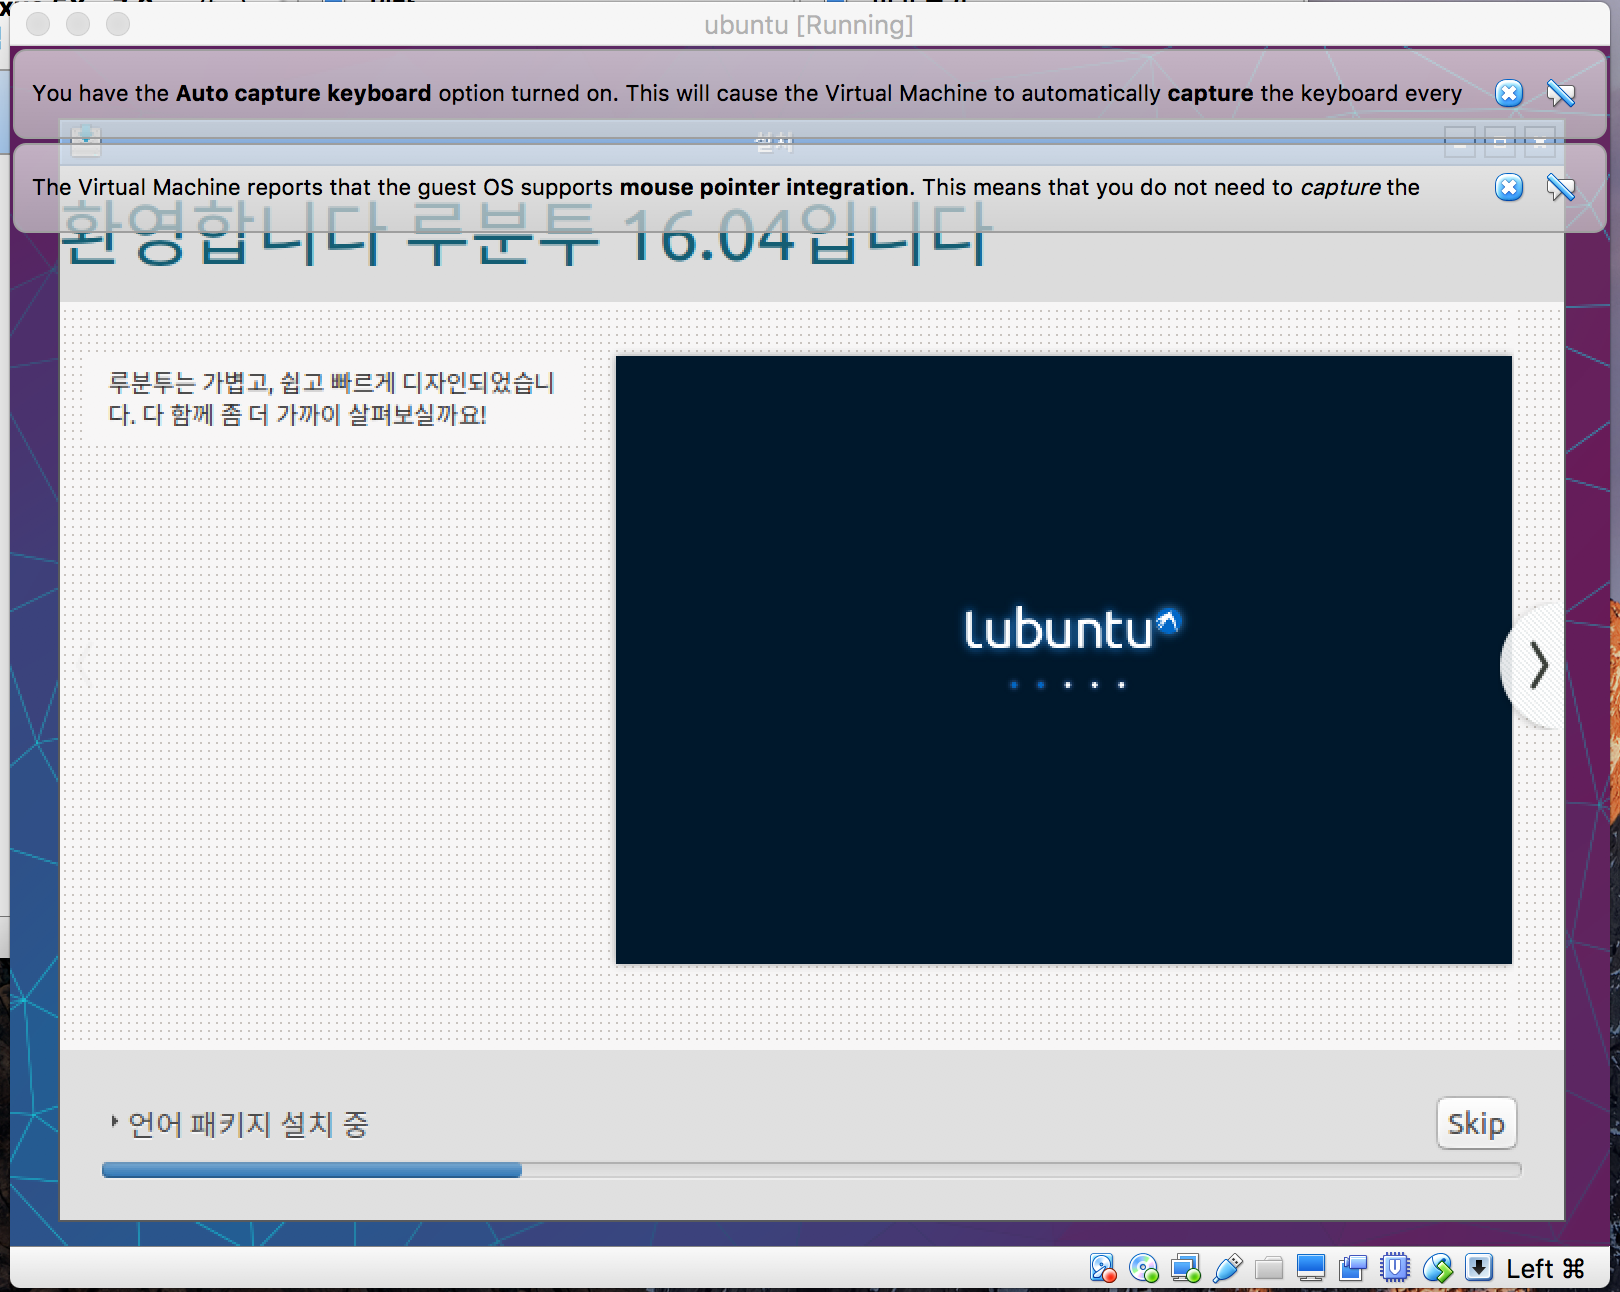 ubuntu [Running]
You have the Auto capture keyboard option turned on. This will cause the Virtual Machine to automatically capture the keyboard every
설치
The Virtual Machine reports that the guest OS supports mouse pointer integration. This means that you do not need to capture the
환영합니다 루분투 16.04입니다
루분투는 가볍고, 쉽고 빠르게 디자인되었습니
다. 다 함께 좀 더 가까이 살펴보실까요!
lubuntu
언어 패키지 설치 중
Skip
Left ⌘